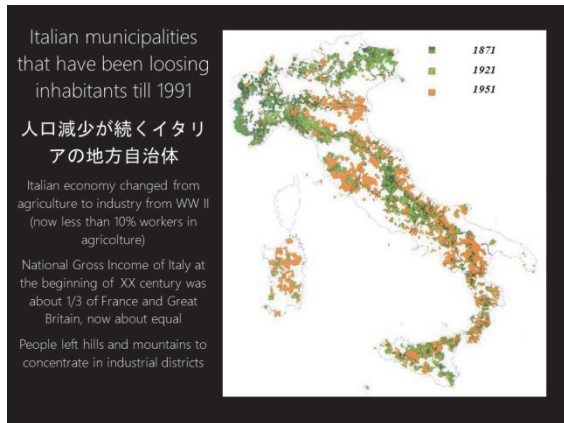 Italian municipalities
that have been loosing
inhabitants till 1991
人口減少が続くイタリ
アの地方自治体
Italian economy changed from
agriculture to industry from WW II
(now less than 10% workers in
agricolture)
National Gross Income of Italy at
the beginning of XX century was
about 1/3 of France and Great
Britain, now about equal
People left hills and mountains to
concentrate in industrial districts
1871
1921
1951